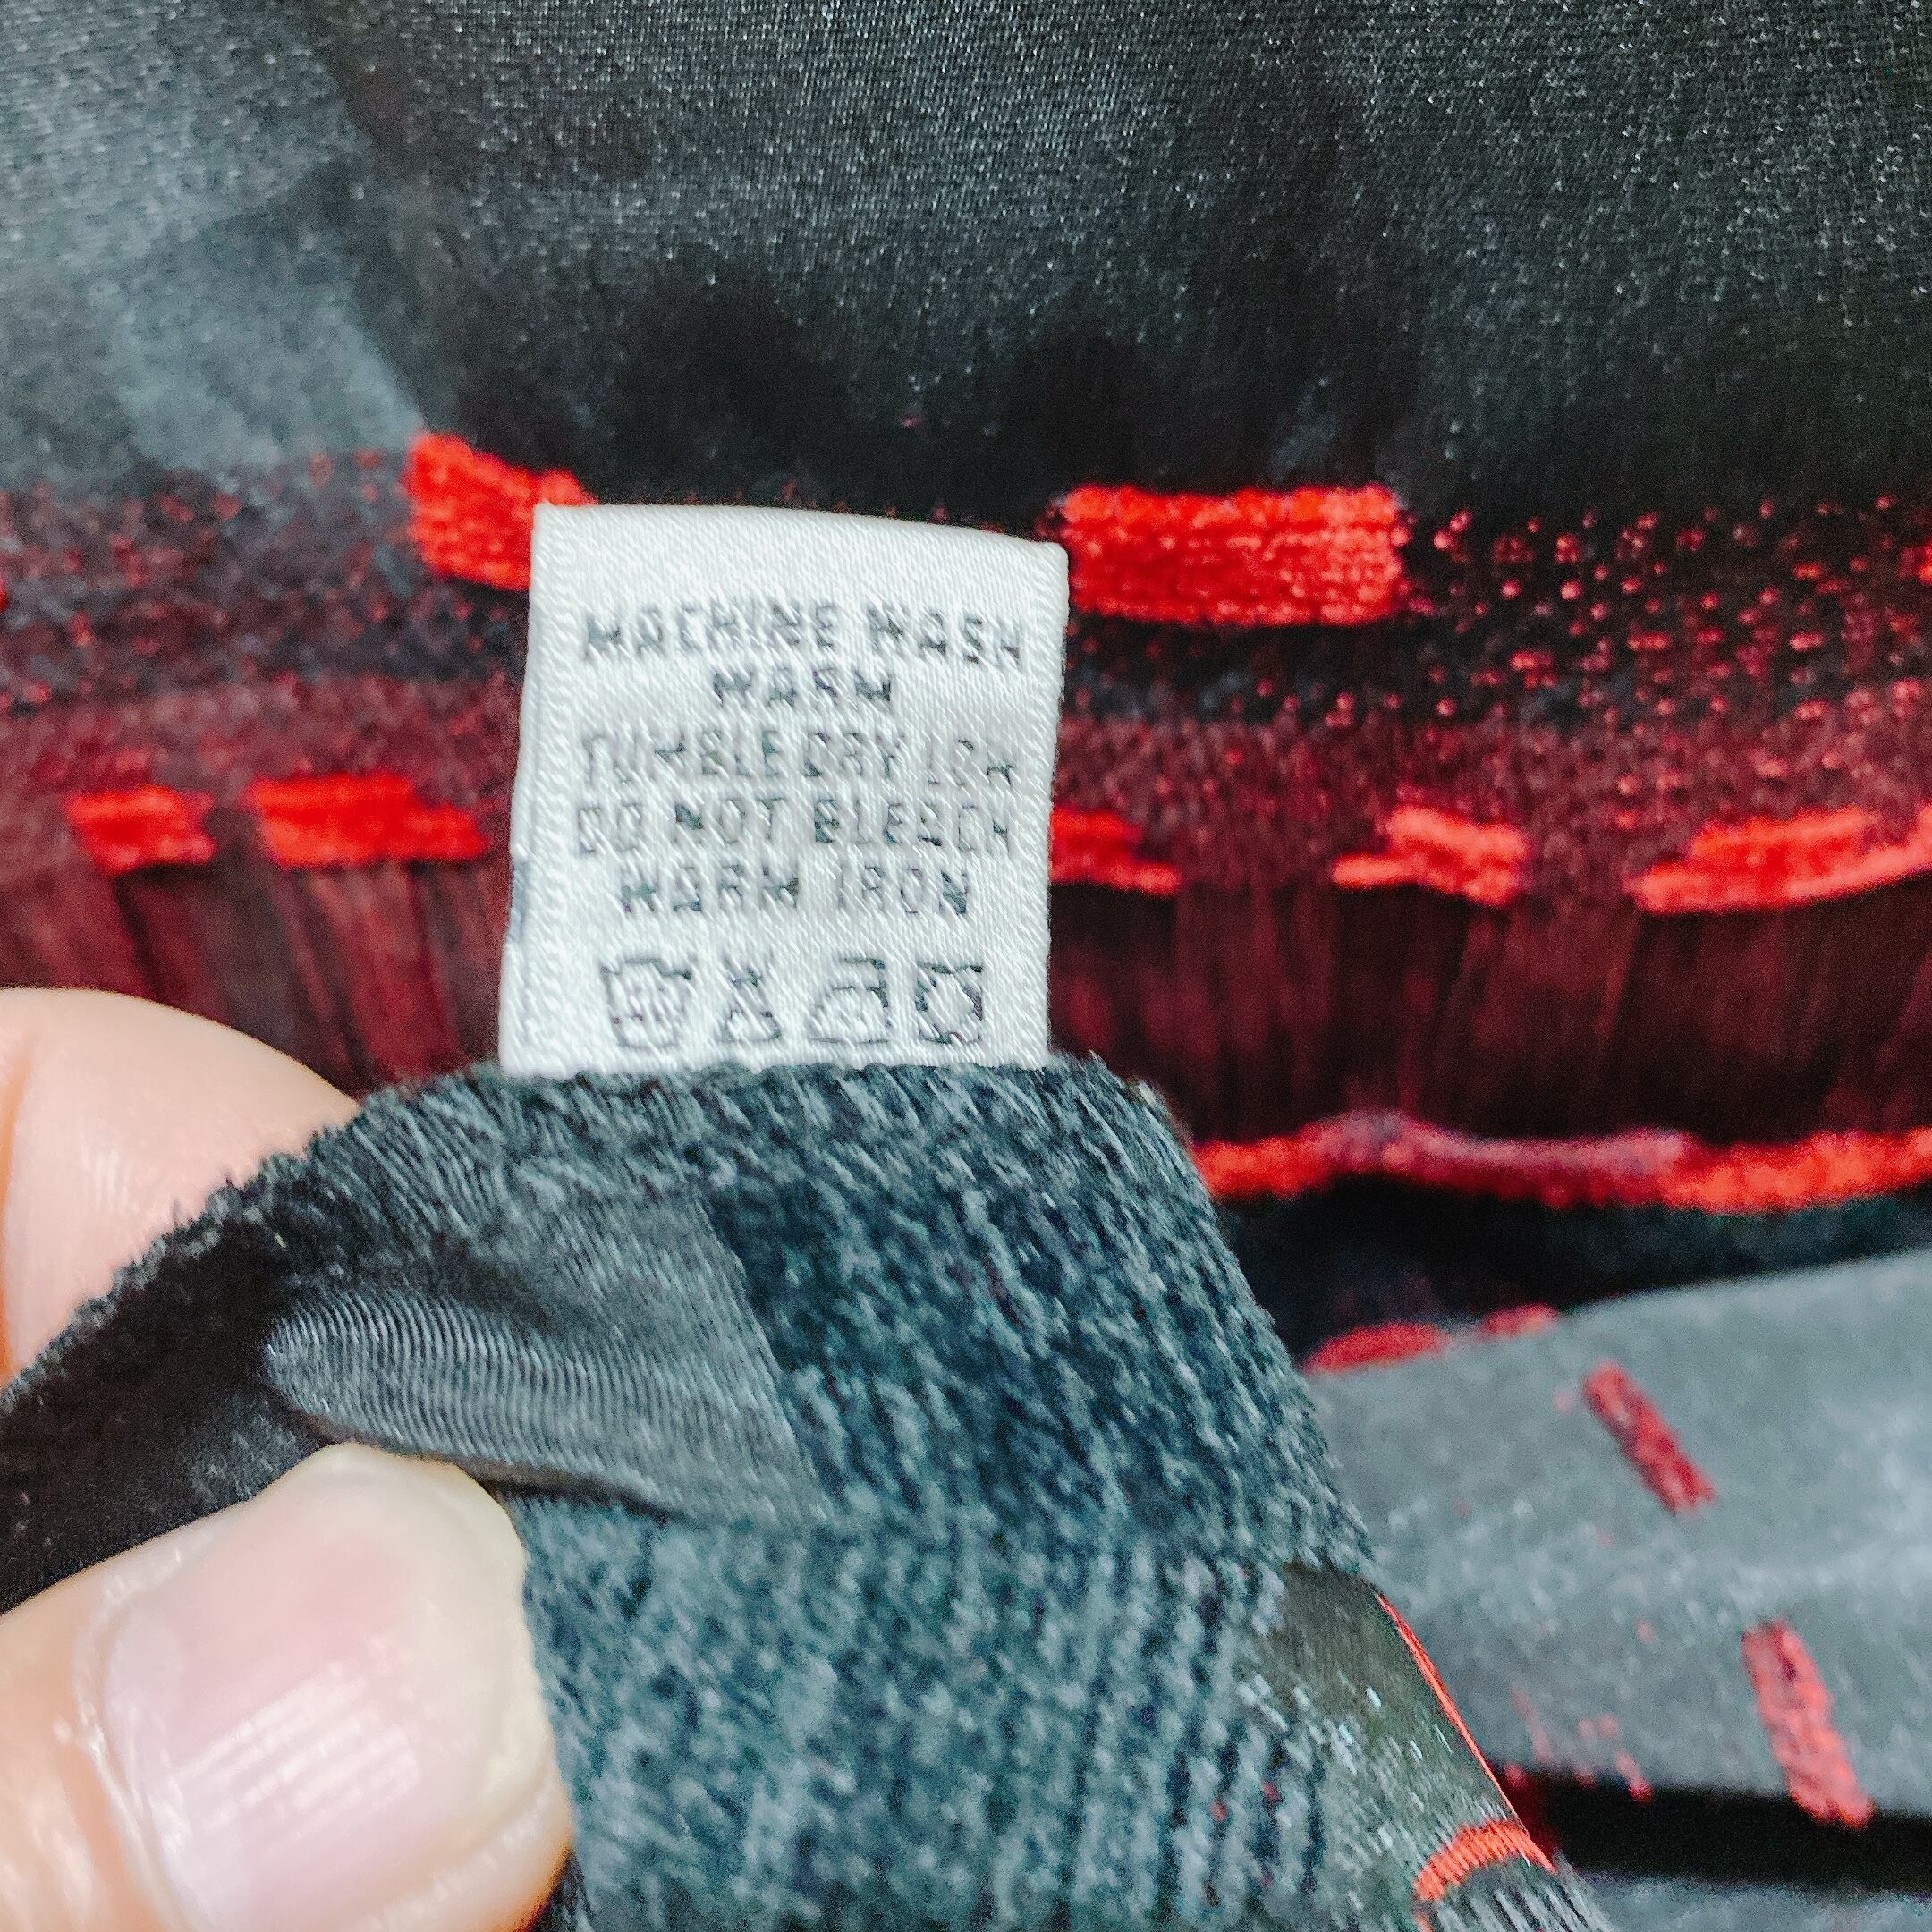 MACHINE WASH
WARM
TUMBLE DRY LOW
DO NOT BLEACH
WARM IRON